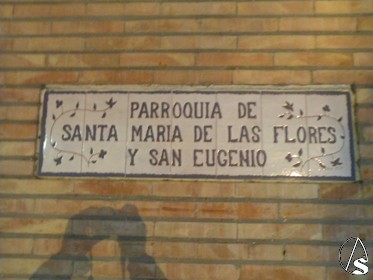 PARROQUIA DE
SANTA MARIA DE LAS FLORES
Y SAN EUGENIO